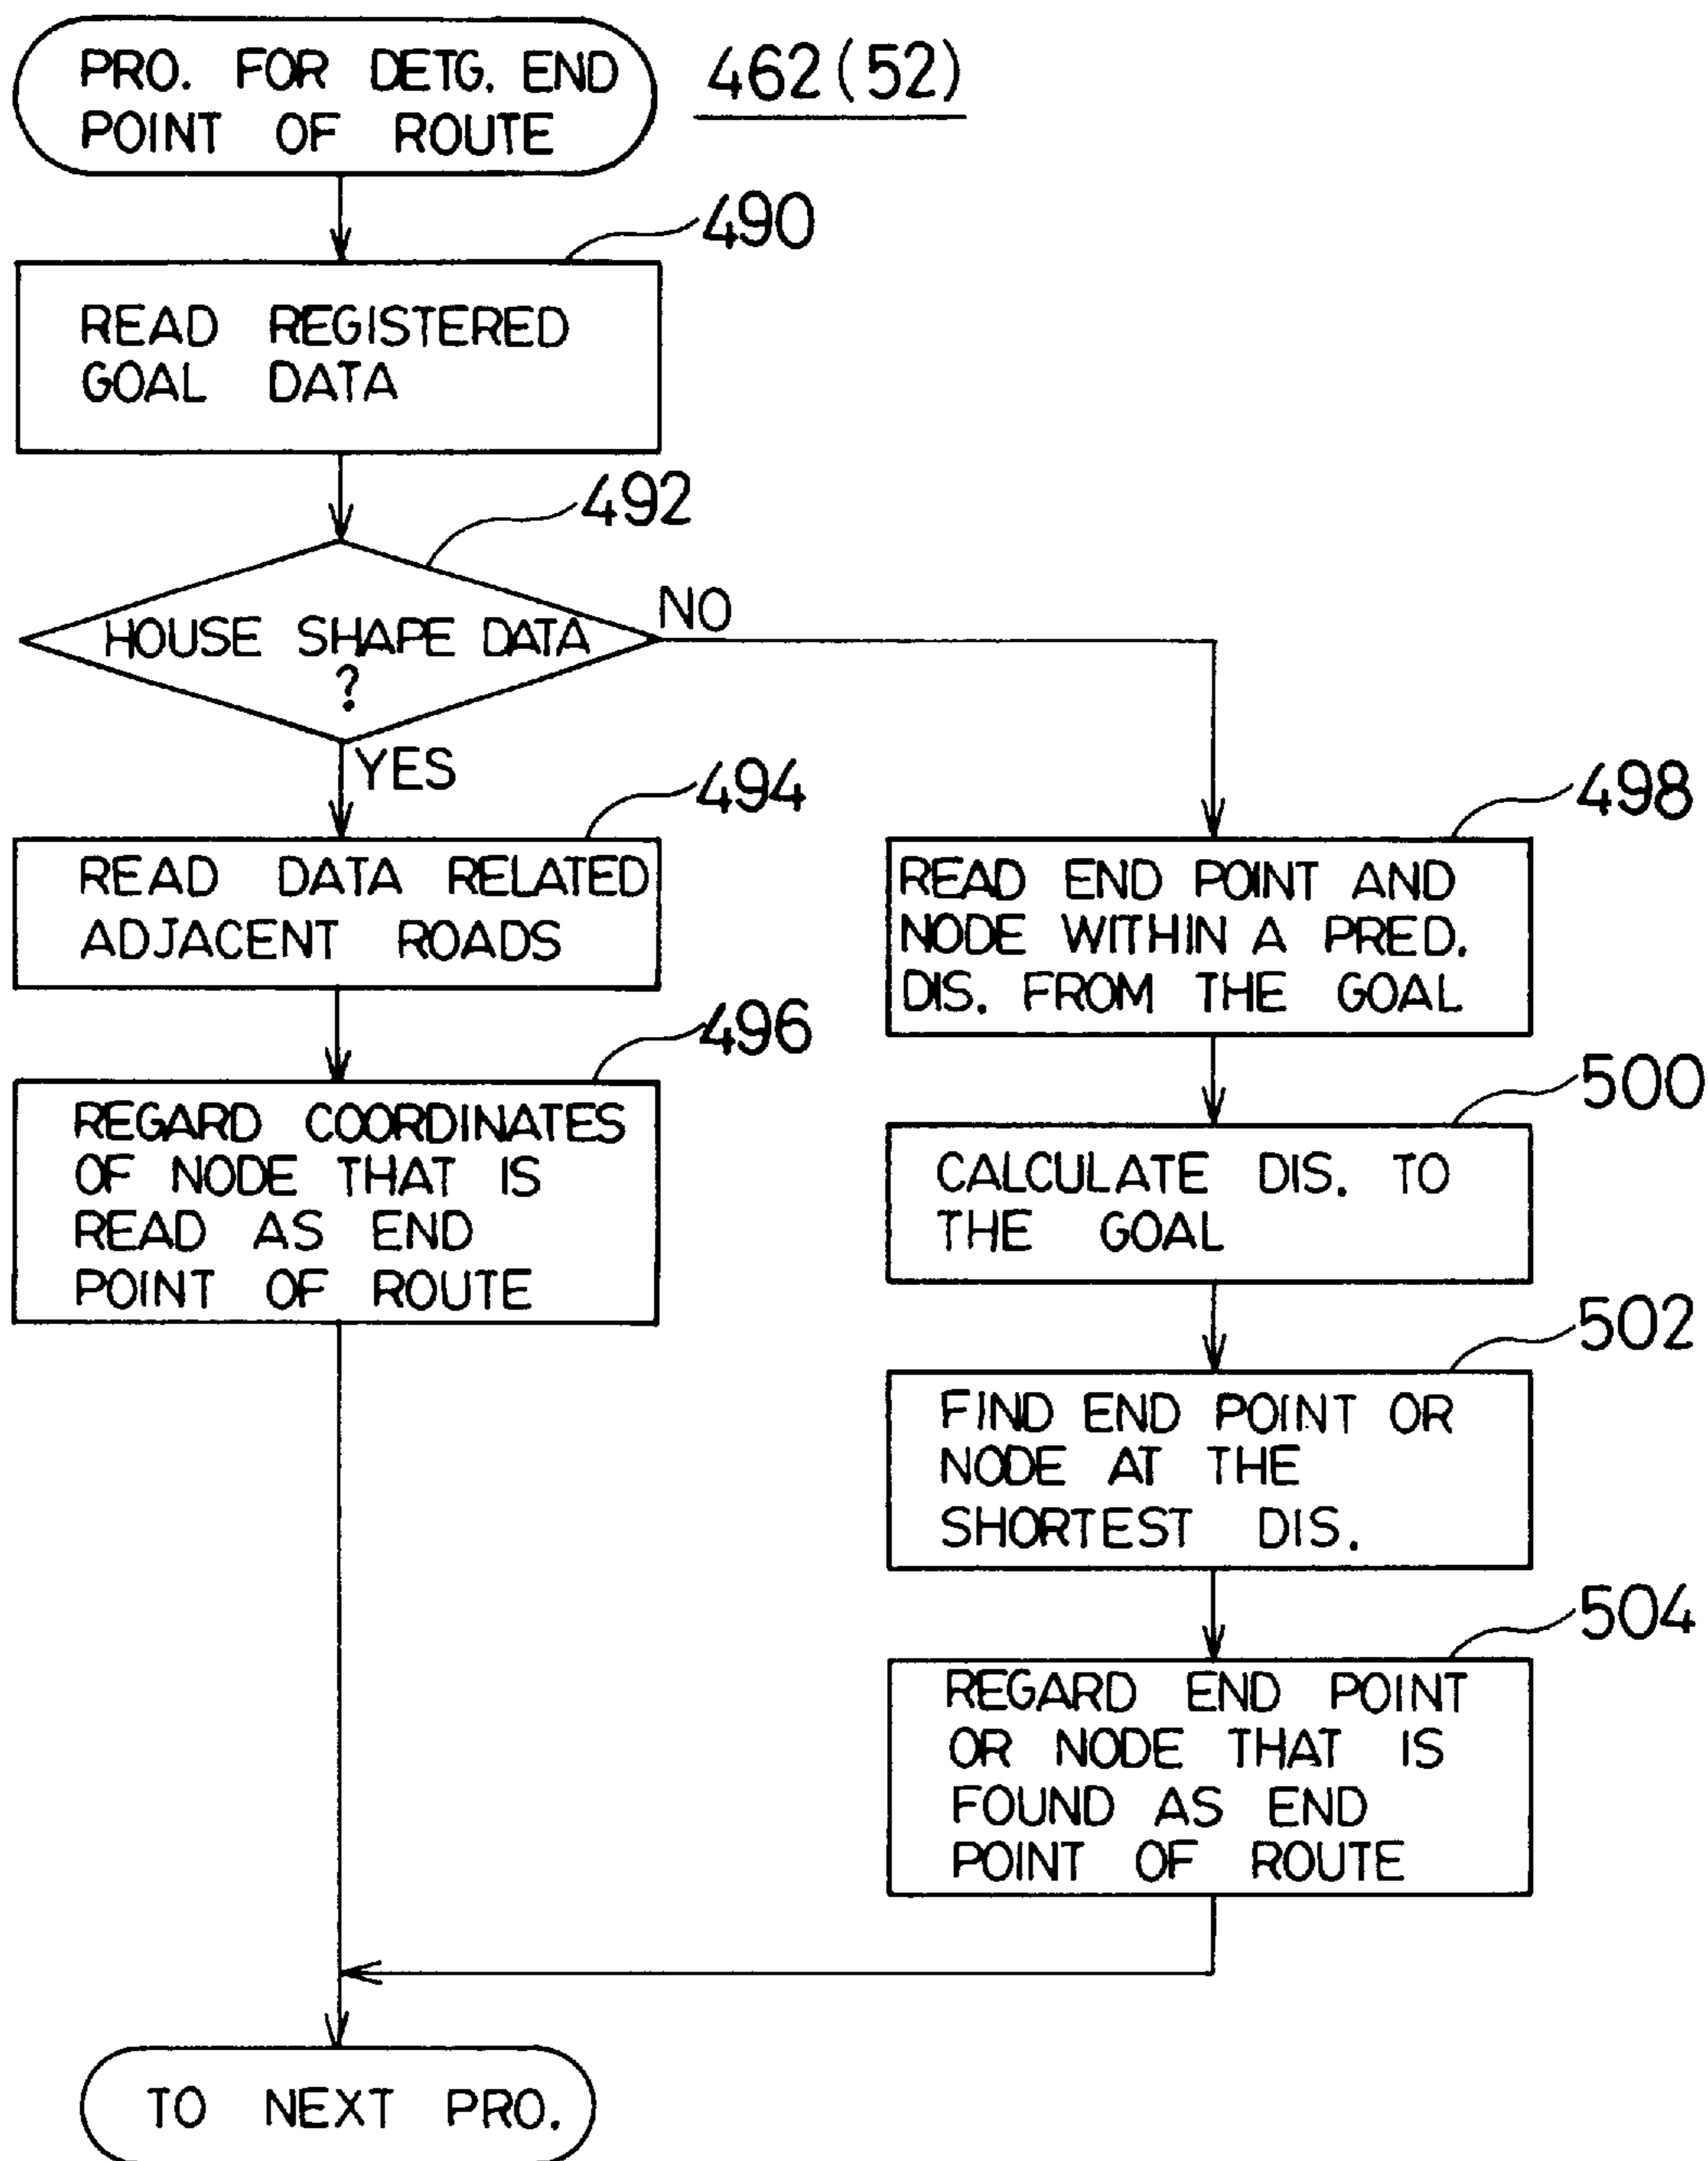 PRO. FOR DETG. END
POINT OF ROUTE
462(52)
490
READ REGISTERED
GOAL DATA
492
HOUSE SHAPE DATA
?
NO
YES
494
READ DATA RELATED
ADJACENT ROADS
496
REGARD COORDINATES
OF NODE THAT IS
READ AS END
POINT OF ROUTE
498
READ END POINT AND
NODE WITHIN A PRED.
DIS. FROM THE GOAL
500
CALCULATE DIS. TO
THE GOAL
502
FIND END POINT OR
NODE AT THE
SHORTEST DIS.
504
REGARD END POINT
OR NODE THAT IS
FOUND AS END
POINT OF ROUTE
TO NEXT PRO.